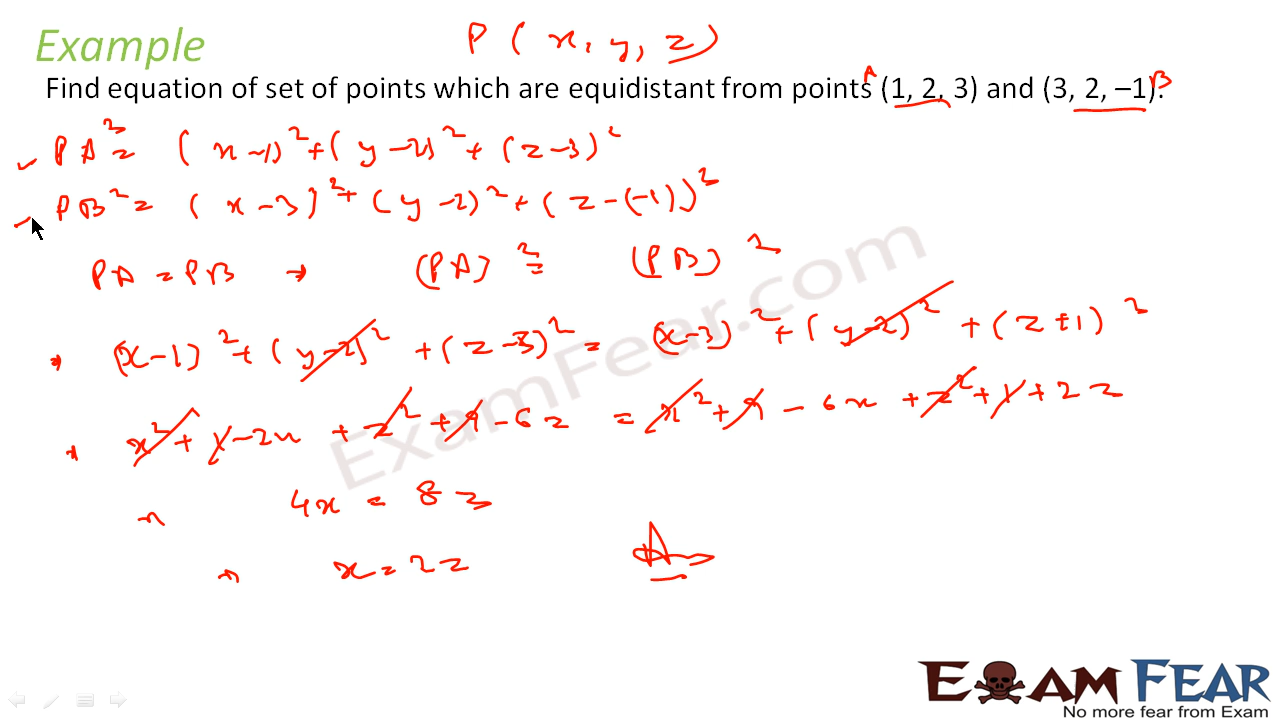 Example
P ( x, y, z )
Find equation of set of points which are equidistant from points A (1, 2, 3) and (3, 2, –1) B.
PA² = ( x – 1)² + ( y – 2)² + ( z – 3)²
PB² = ( x – 3)² + ( y – 2)² + ( z – (–1))²
PA = PB → (PA)² = (PB)²
(x – 1)² + ( y – 2)² + ( z – 3)² = (x – 3)² + ( y – 2)² + ( z + 1)²
x² + 1 – 2x + z² + 9 – 6z = x² + 9 – 6x + z² + 1 + 2z
4x = 8z
x = 2z
ExamFear.com
EXAM FEAR
No more fear from Exam